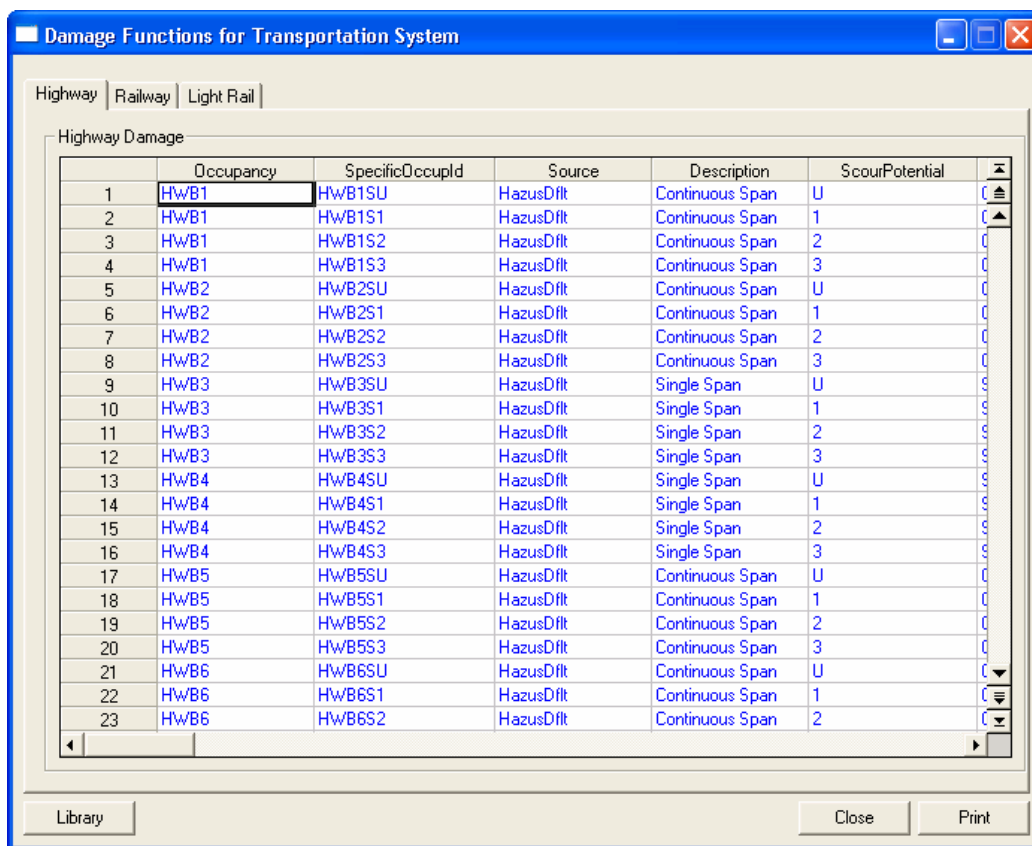 Damage Functions for Transportation System
Highway Railway Light Rail
Highway Damage
Occupancy SpecificOccupId Source Description ScourPotential
1 HWB1 HWB1SU HazusDflt Continuous Span U
2 HWB1 HWB1S1 HazusDflt Continuous Span 1
3 HWB1 HWB1S2 HazusDflt Continuous Span 2
4 HWB1 HWB1S3 HazusDflt Continuous Span 3
5 HWB2 HWB2SU HazusDflt Continuous Span U
6 HWB2 HWB2S1 HazusDflt Continuous Span 1
7 HWB2 HWB2S2 HazusDflt Continuous Span 2
8 HWB2 HWB2S3 HazusDflt Continuous Span 3
9 HWB3 HWB3SU HazusDflt Single Span U
10 HWB3 HWB3S1 HazusDflt Single Span 1
11 HWB3 HWB3S2 HazusDflt Single Span 2
12 HWB3 HWB3S3 HazusDflt Single Span 3
13 HWB4 HWB4SU HazusDflt Single Span U
14 HWB4 HWB4S1 HazusDflt Single Span 1
15 HWB4 HWB4S2 HazusDflt Single Span 2
16 HWB4 HWB4S3 HazusDflt Single Span 3
17 HWB5 HWB5SU HazusDflt Continuous Span U
18 HWB5 HWB5S1 HazusDflt Continuous Span 1
19 HWB5 HWB5S2 HazusDflt Continuous Span 2
20 HWB5 HWB5S3 HazusDflt Continuous Span 3
21 HWB6 HWB6SU HazusDflt Continuous Span U
22 HWB6 HWB6S1 HazusDflt Continuous Span 1
23 HWB6 HWB6S2 HazusDflt Continuous Span 2
Library Close Print